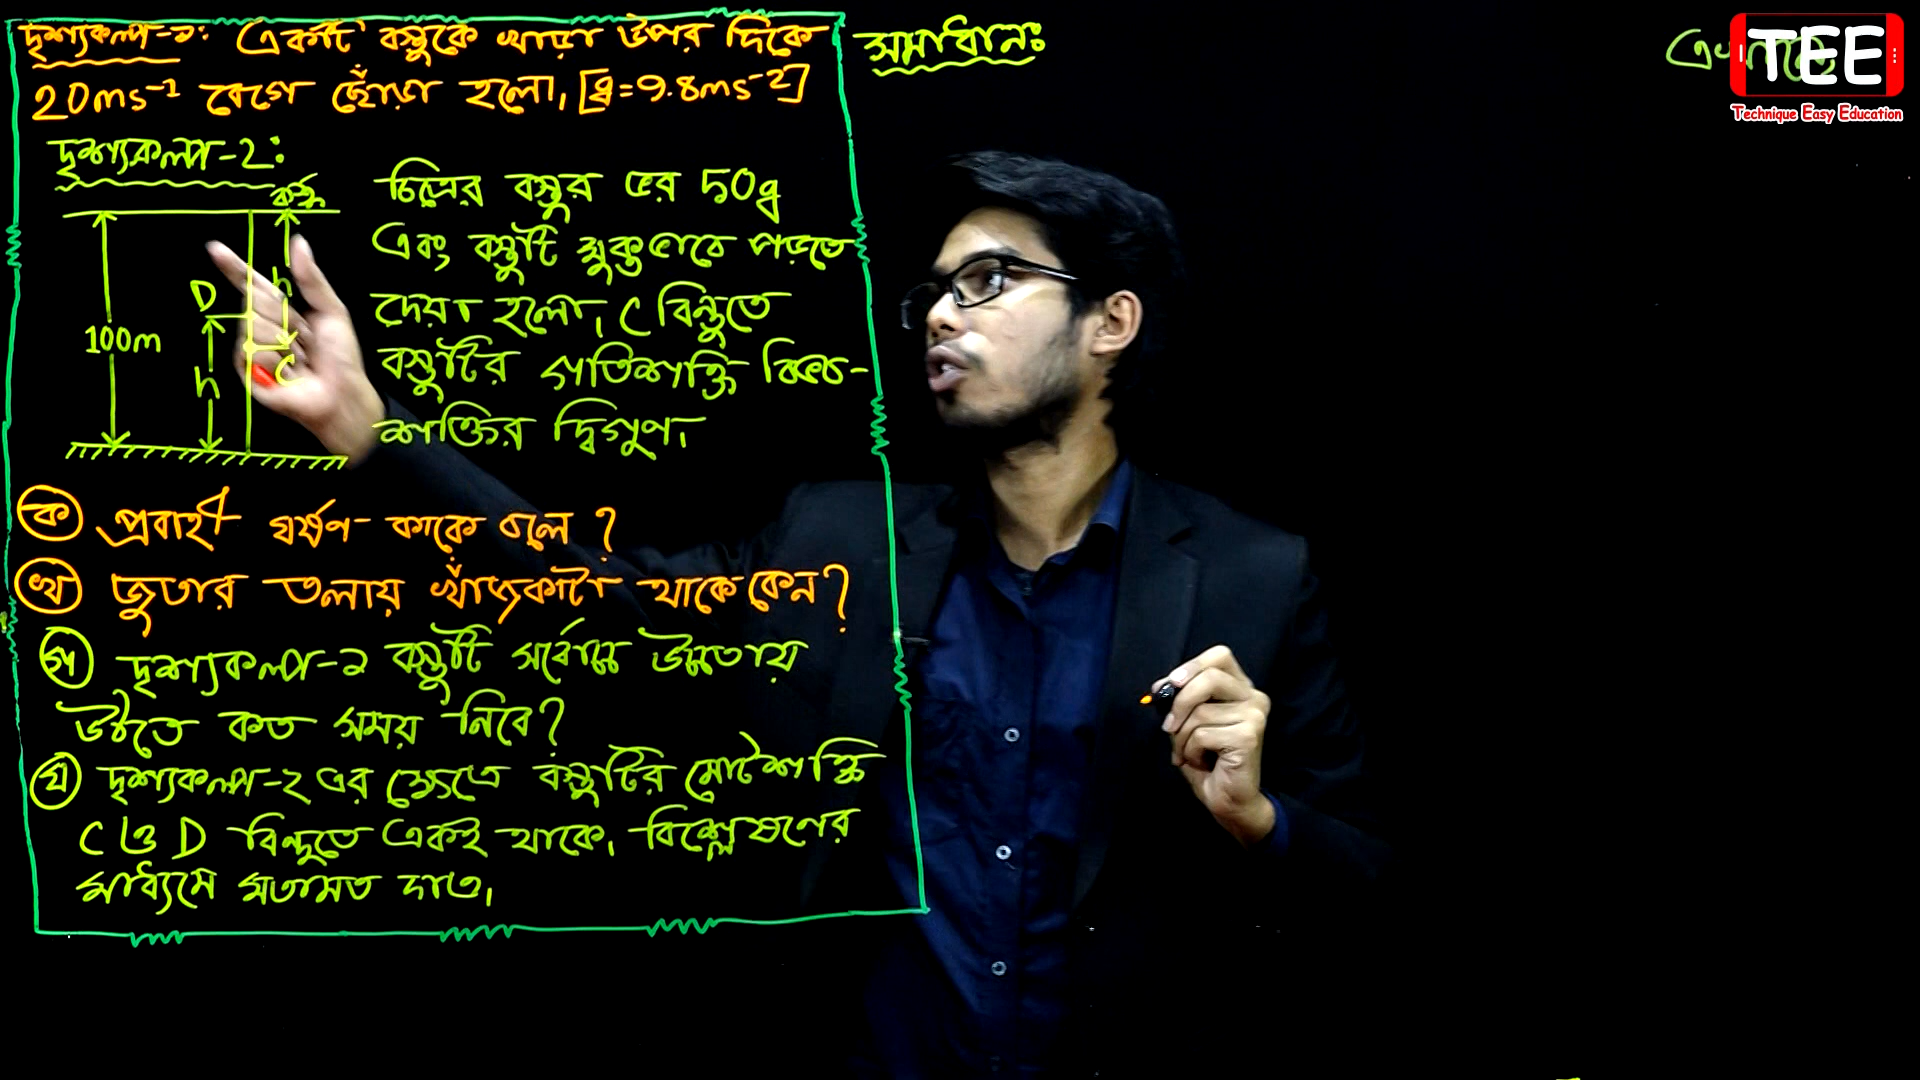 দৃশ্যকল্প-১: একটি বস্তুকে খাড়া উপর দিকে
20ms⁻¹ বেগে ছোঁড়া হলো। [g=9.8ms⁻²]
দৃশ্যকল্প-২:
বস্তু
D
h
100m
h
C
চিত্রের বস্তুর ভর 50g
এবং বস্তুটি মুক্তভাবে পড়তে
দেয়া হলো। C বিন্দুতে
বস্তুটির গতিশক্তি বিভব-
শক্তির দ্বিগুণ।
ক প্রবাহী ঘর্ষণ কাকে বলে?
খ জুতার তলায় খাঁজকাটা থাকে কেন?
গ দৃশ্যকল্প-১ বস্তুটি সর্বোচ্চ উচ্চতায়
উঠতে কত সময় নিবে?
ঘ দৃশ্যকল্প-২ এর ক্ষেত্রে বস্তুটির মোটশক্তি
C ও D বিন্দুতে একই থাকে। বিশ্লেষণের
মাধ্যমে মতামত দাও।
সমাধানঃ
TEE
Technique Easy Education